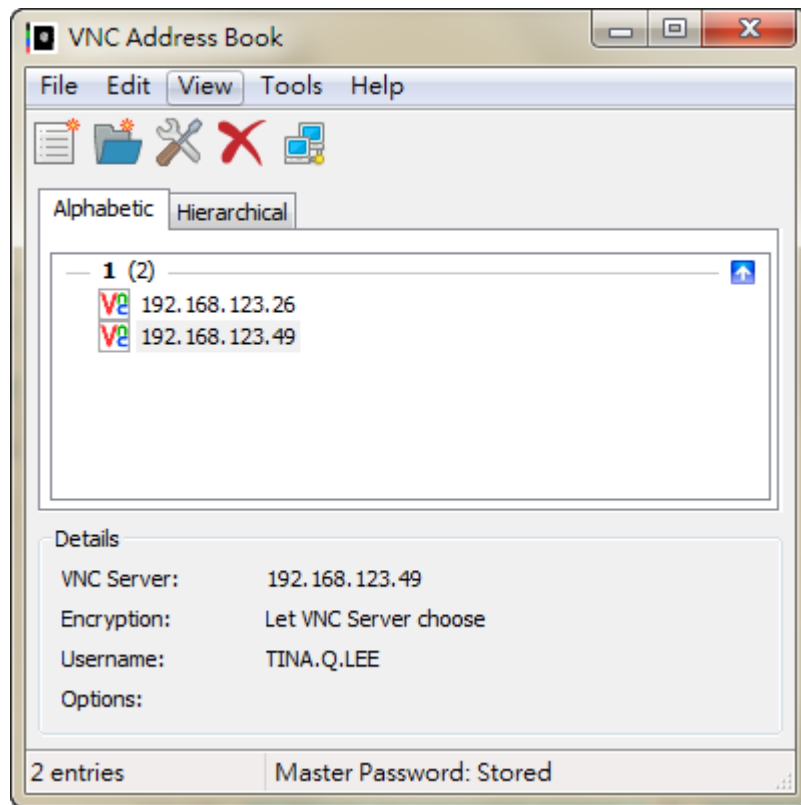 VNC Address Book
File Edit View Tools Help
Alphabetic Hierarchical
1 (2)
192.168.123.26
192.168.123.49
Details
VNC Server: 192.168.123.49
Encryption: Let VNC Server choose
Username: TINA.Q.LEE
Options:
2 entries Master Password: Stored